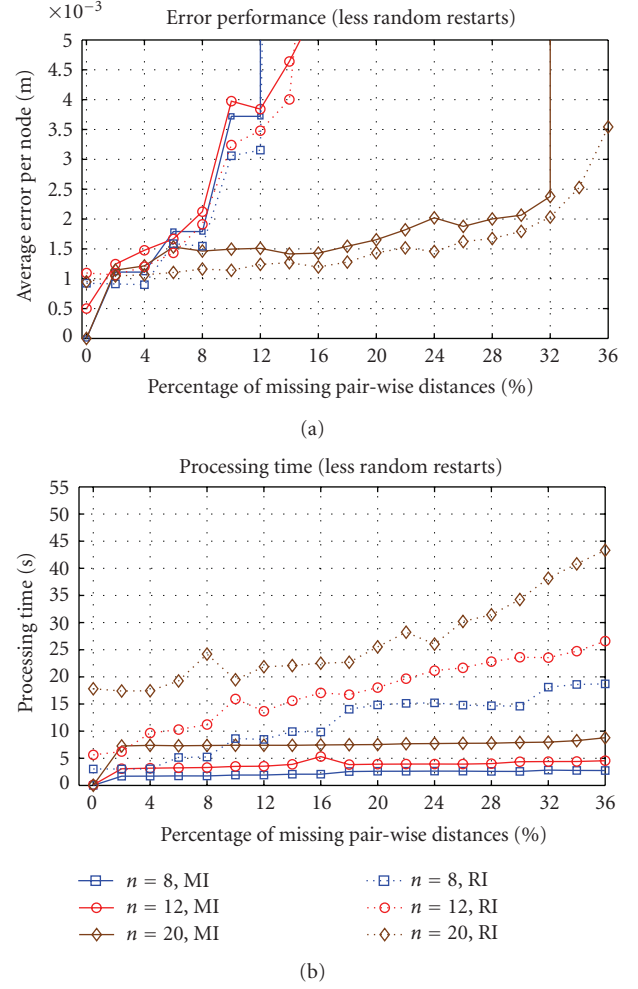 ×10⁻³
Error performance (less random restarts)
5
4.5
4
3.5
3
2.5
2
1.5
1
0.5
0
Average error per node (m)
0 4 8 12 16 20 24 28 32 36
Percentage of missing pair-wise distances (%)
(a)
Processing time (less random restarts)
55
50
45
40
35
30
25
20
15
10
5
0
Processing time (s)
0 4 8 12 16 20 24 28 32 36
Percentage of missing pair-wise distances (%)
n = 8, MI
n = 12, MI
n = 20, MI
n = 8, RI
n = 12, RI
n = 20, RI
(b)